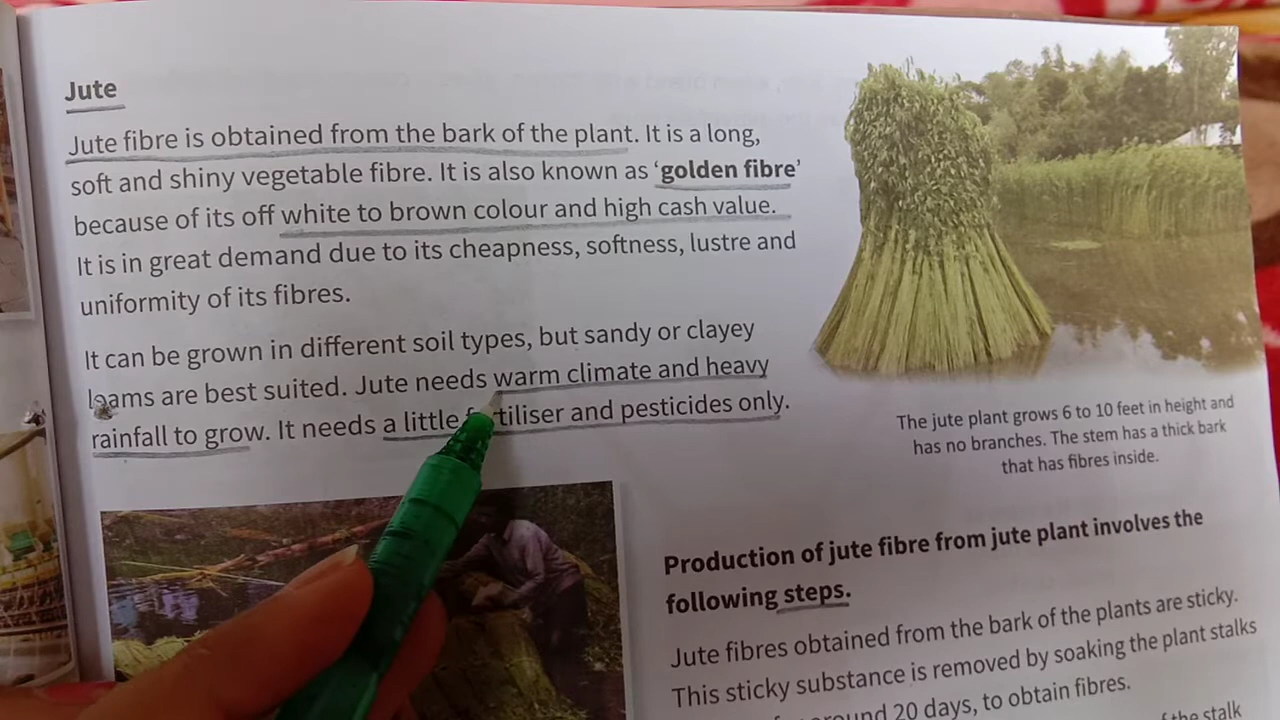 Jute
Jute fibre is obtained from the bark of the plant. It is a long,
soft and shiny vegetable fibre. It is also known as ‘golden fibre’
because of its off white to brown colour and high cash value.
It is in great demand due to its cheapness, softness, lustre and
uniformity of its fibres.
It can be grown in different soil types, but sandy or clayey
loams are best suited. Jute needs warm climate and heavy
rainfall to grow. It needs a little fertiliser and pesticides only.
The jute plant grows 6 to 10 feet in height and
has no branches. The stem has a thick bark
that has fibres inside.
Production of jute fibre from jute plant involves the
following steps.
Jute fibres obtained from the bark of the plants are sticky.
This sticky substance is removed by soaking the plant stalks
around 20 days, to obtain fibres.
of the stalk